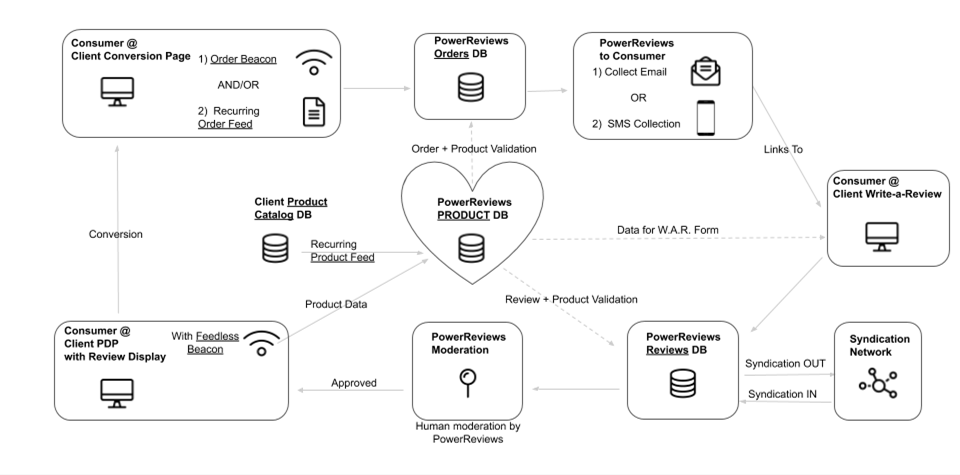 Consumer @
Client Conversion Page
1) Order Beacon
AND/OR
2) Recurring
Order Feed
PowerReviews
Orders DB
PowerReviews
to Consumer
1) Collect Email
OR
2) SMS Collection
Order + Product Validation
Links To
Consumer @
Client Write-a-Review
Client Product
Catalog DB
PowerReviews
PRODUCT DB
Conversion
Recurring
Product Feed
Data for W.A.R. Form
Product Data
Review + Product Validation
Consumer @
Client PDP
with Review Display
With Feedless
Beacon
PowerReviews
Moderation
PowerReviews
Reviews DB
Syndication
Network
Syndication OUT
Approved
Syndication IN
Human moderation by
PowerReviews